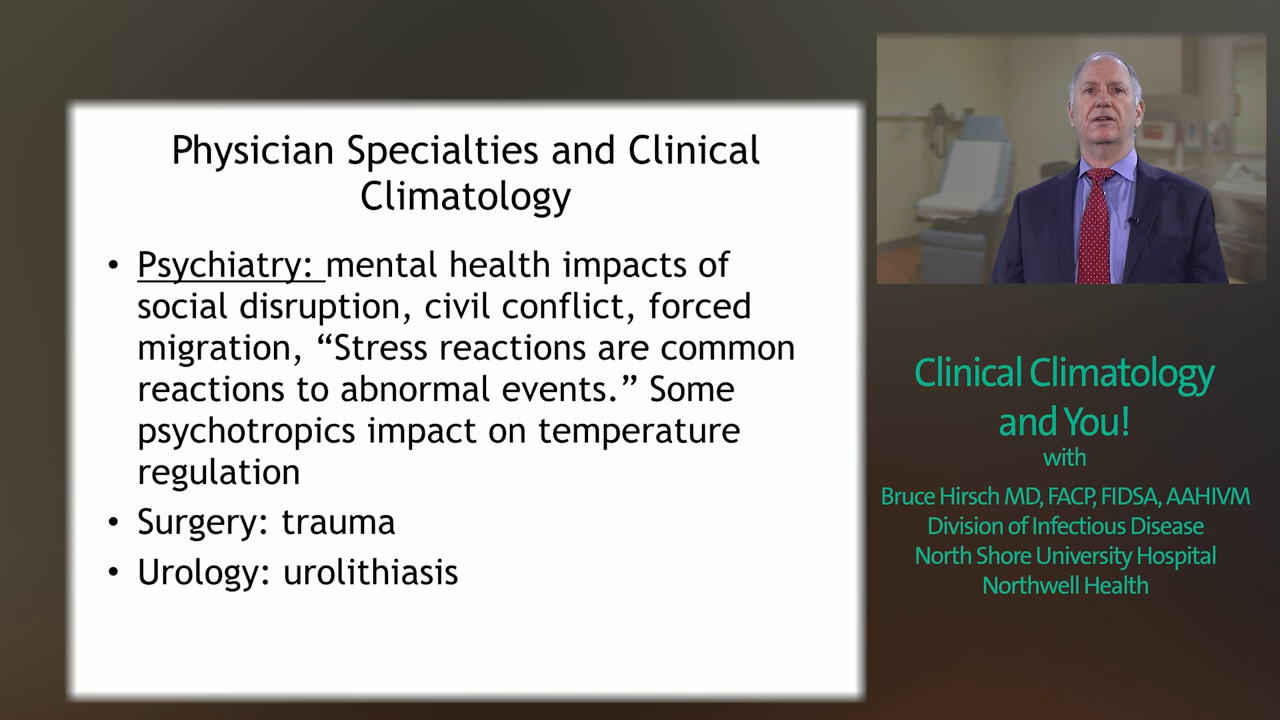 Physician Specialties and Clinical
Climatology
• Psychiatry: mental health impacts of
social disruption, civil conflict, forced
migration, “Stress reactions are common
reactions to abnormal events.” Some
psychotropics impact on temperature
regulation
• Surgery: trauma
• Urology: urolithiasis
Clinical Climatology
and You!
with
Bruce Hirsch MD, FACP, FIDSA, AAHIVM
Division of Infectious Disease
North Shore University Hospital
Northwell Health